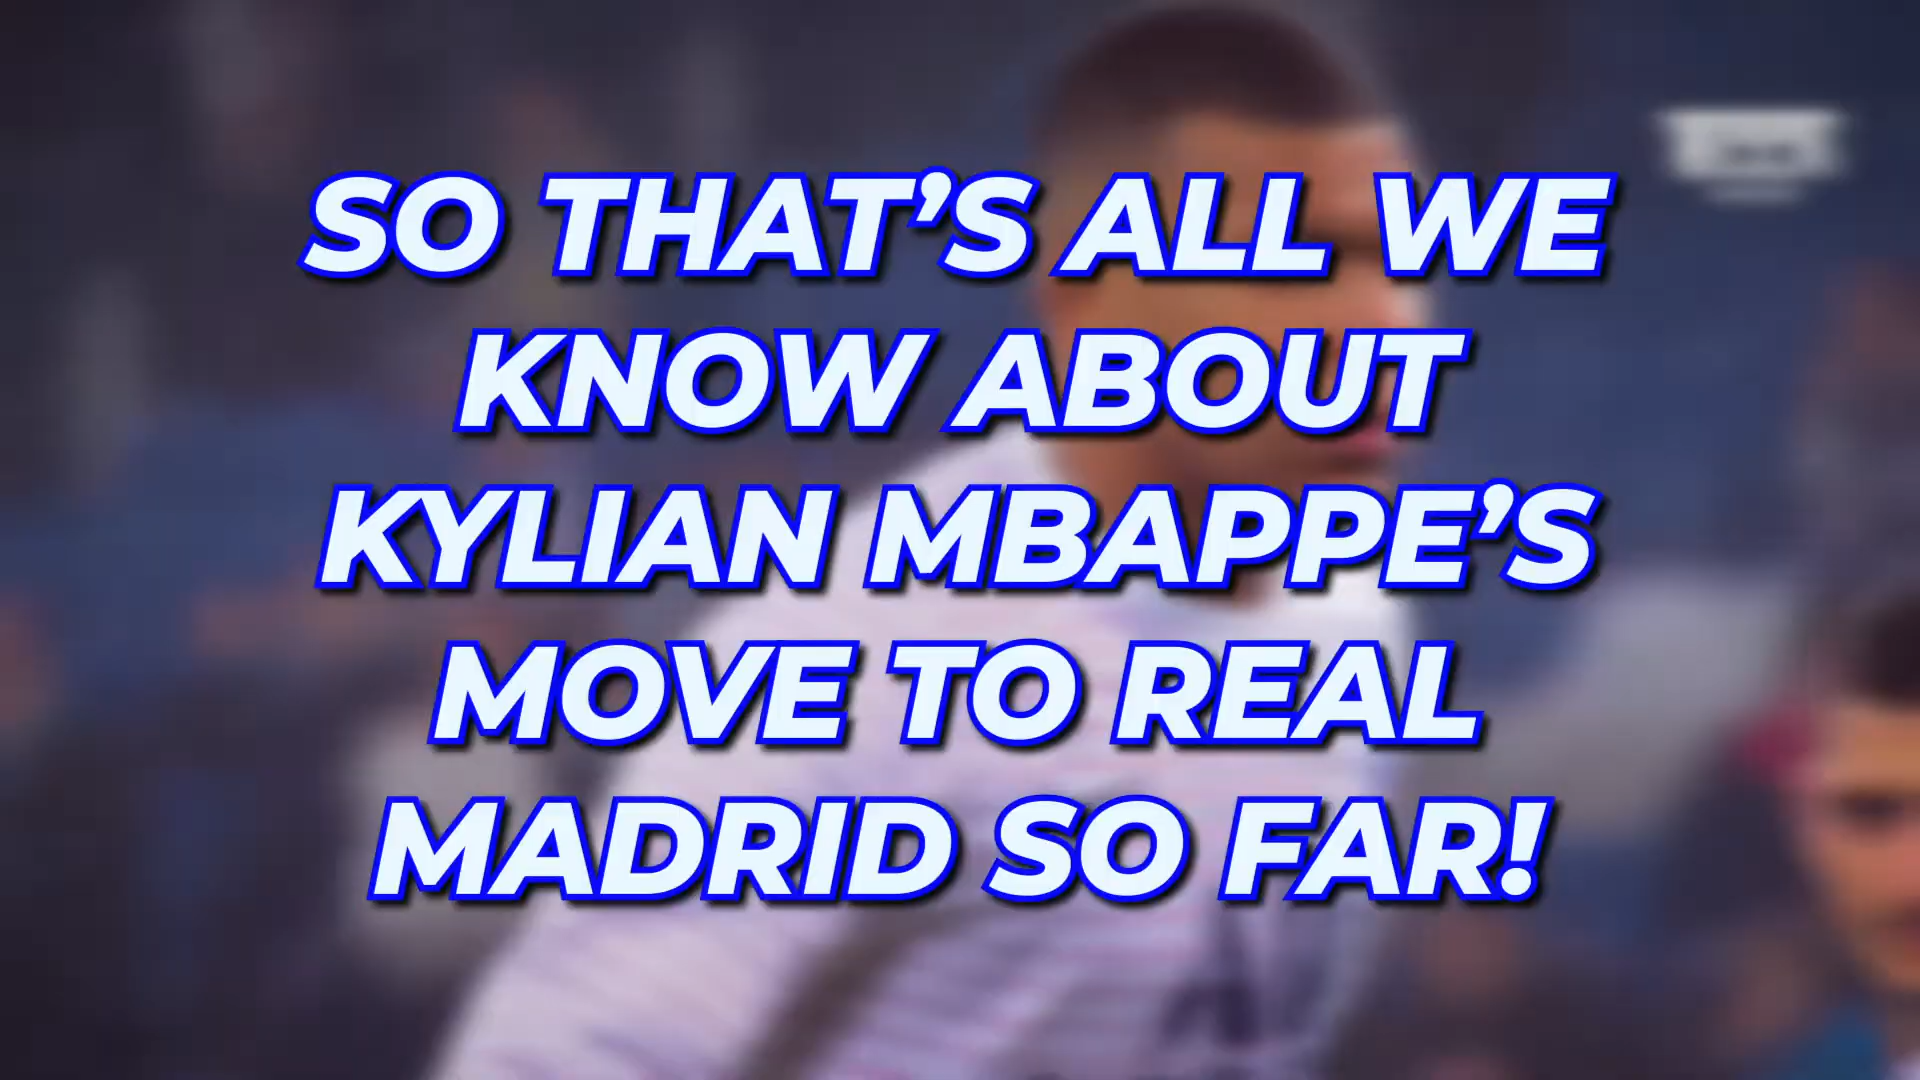 SO THAT’S ALL WE
KNOW ABOUT
KYLIAN MBAPPE’S
MOVE TO REAL
MADRID SO FAR!